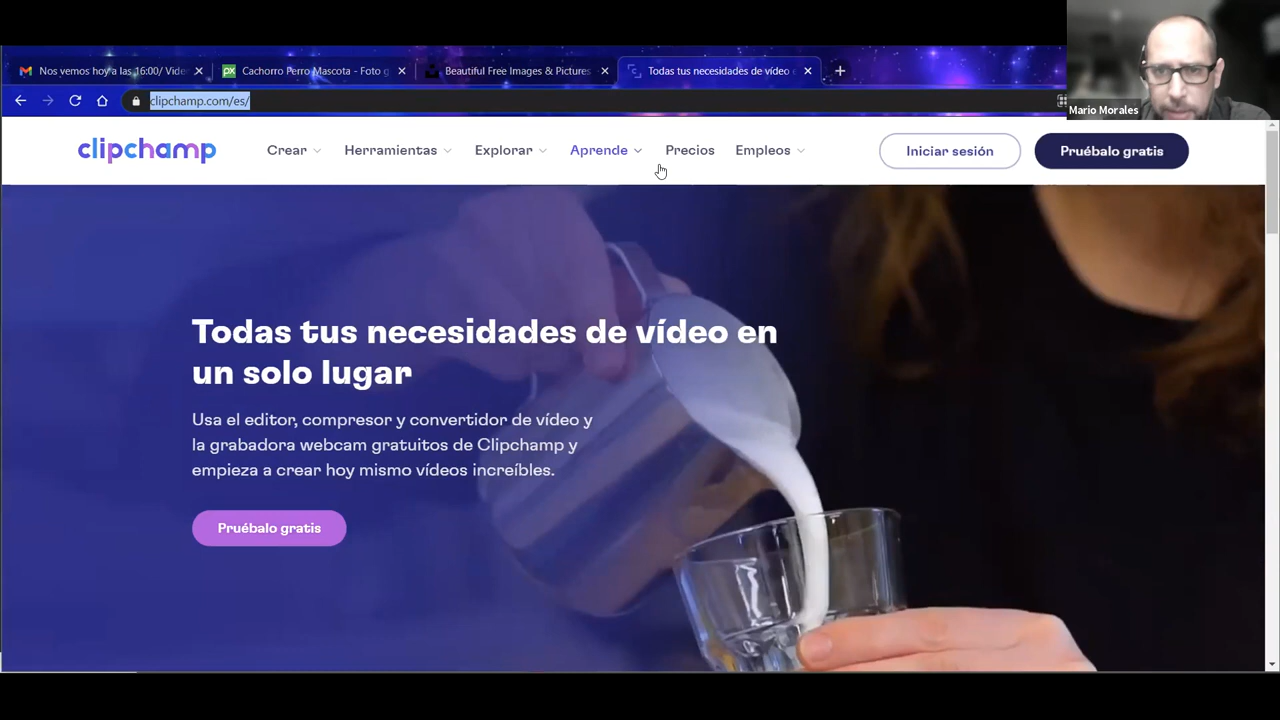 Nos vemos hoy a las 16:00/ Vide
Cachorro Perro Mascota - Foto g
Beautiful Free Images & Pictures
Todas tus necesidades de vídeo e
clipchamp.com/es/
Mario Morales
clipchamp
Crear
Herramientas
Explorar
Aprende
Precios
Empleos
Iniciar sesión
Pruébalo gratis
Todas tus necesidades de vídeo en
un solo lugar
Usa el editor, compresor y convertidor de vídeo y
la grabadora webcam gratuitos de Clipchamp y
empieza a crear hoy mismo vídeos increíbles.
Pruébalo gratis